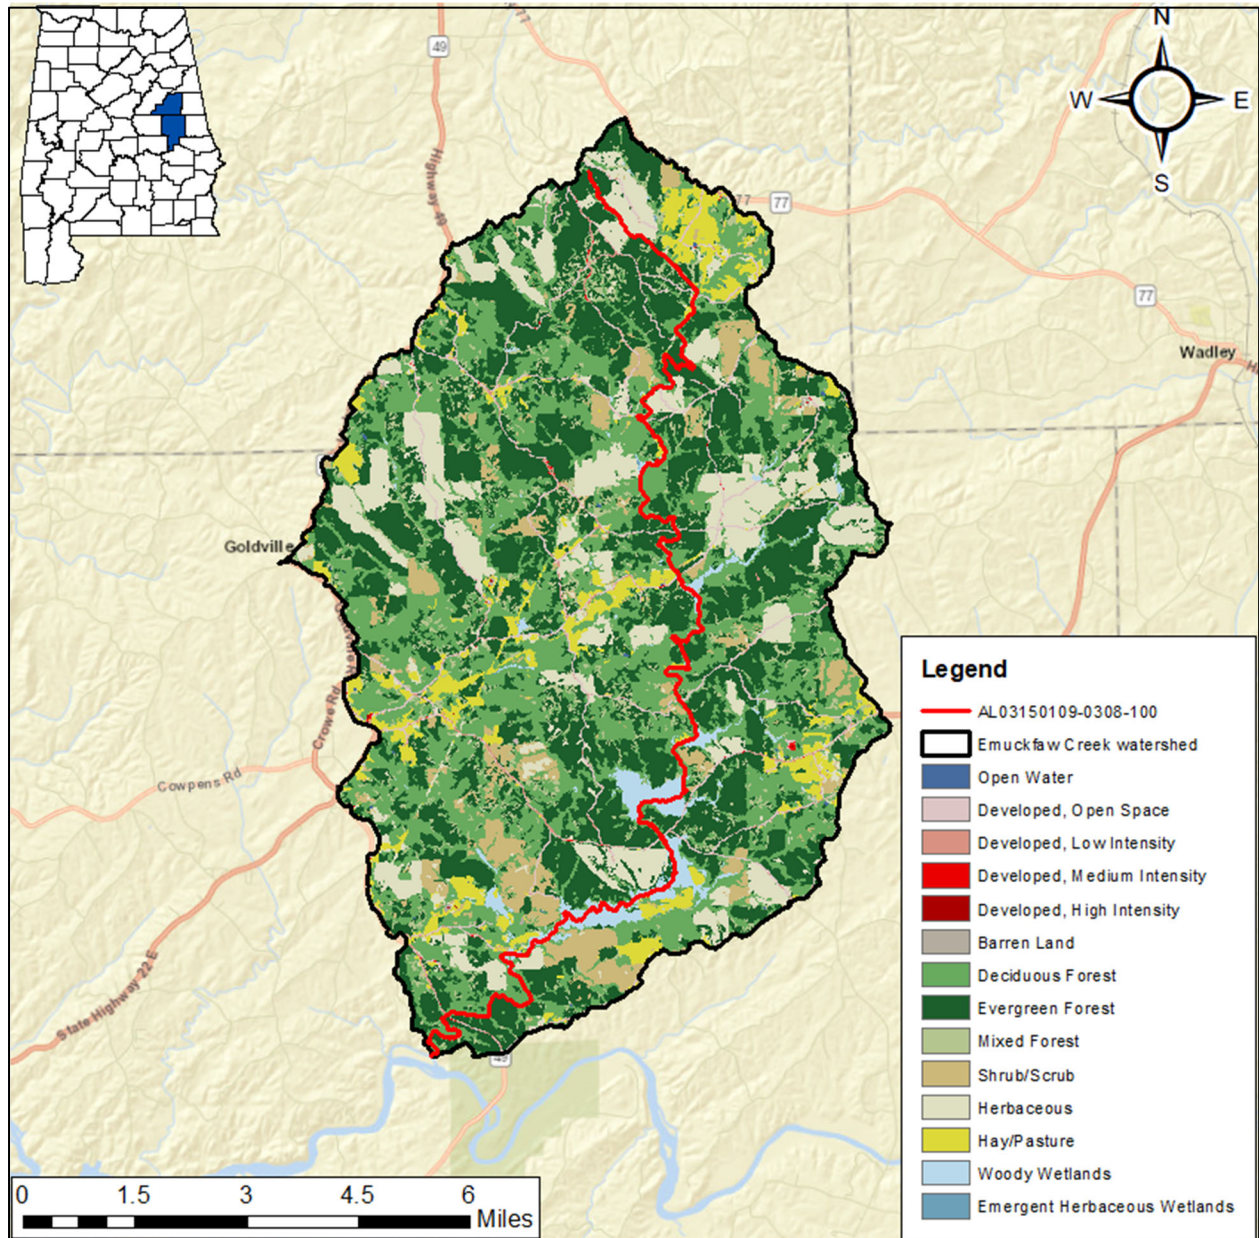 N
W
E
S
49
77
Highway 49
77
77
77
Wadley
Goldville
Crowe Rd
Cowpens Rd
State Highway 22 E
49
Legend
AL03150109-0308-100
Emuckfaw Creek watershed
Open Water
Developed, Open Space
Developed, Low Intensity
Developed, Medium Intensity
Developed, High Intensity
Barren Land
Deciduous Forest
Evergreen Forest
Mixed Forest
Shrub/Scrub
Herbaceous
Hay/Pasture
Woody Wetlands
Emergent Herbaceous Wetlands
0 1.5 3 4.5 6
Miles